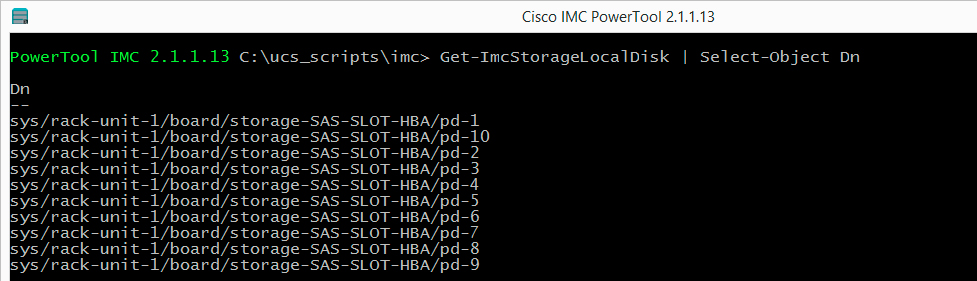 Cisco IMC PowerTool 2.1.1.13
PowerTool IMC 2.1.1.13 C:\ucs_scripts\imc> Get-ImcStorageLocalDisk | Select-Object Dn
Dn
--
sys/rack-unit-1/board/storage-SAS-SLOT-HBA/pd-1
sys/rack-unit-1/board/storage-SAS-SLOT-HBA/pd-10
sys/rack-unit-1/board/storage-SAS-SLOT-HBA/pd-2
sys/rack-unit-1/board/storage-SAS-SLOT-HBA/pd-3
sys/rack-unit-1/board/storage-SAS-SLOT-HBA/pd-4
sys/rack-unit-1/board/storage-SAS-SLOT-HBA/pd-5
sys/rack-unit-1/board/storage-SAS-SLOT-HBA/pd-6
sys/rack-unit-1/board/storage-SAS-SLOT-HBA/pd-7
sys/rack-unit-1/board/storage-SAS-SLOT-HBA/pd-8
sys/rack-unit-1/board/storage-SAS-SLOT-HBA/pd-9